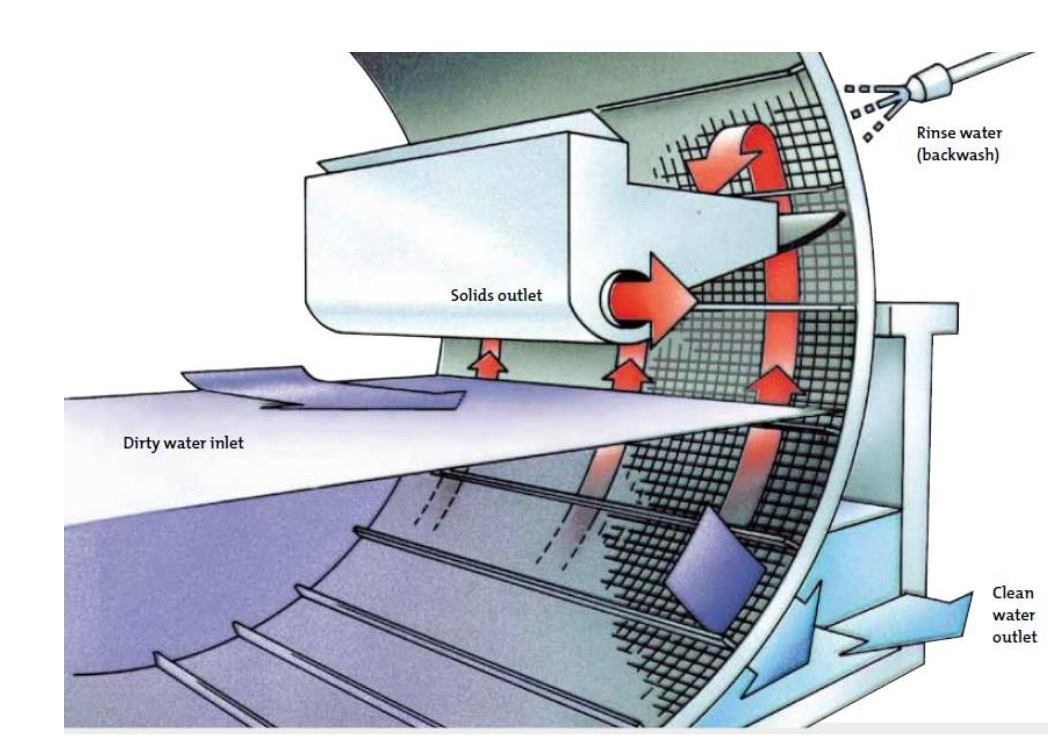 Rinse water
(backwash)
Solids outlet
Dirty water inlet
Clean
water
outlet